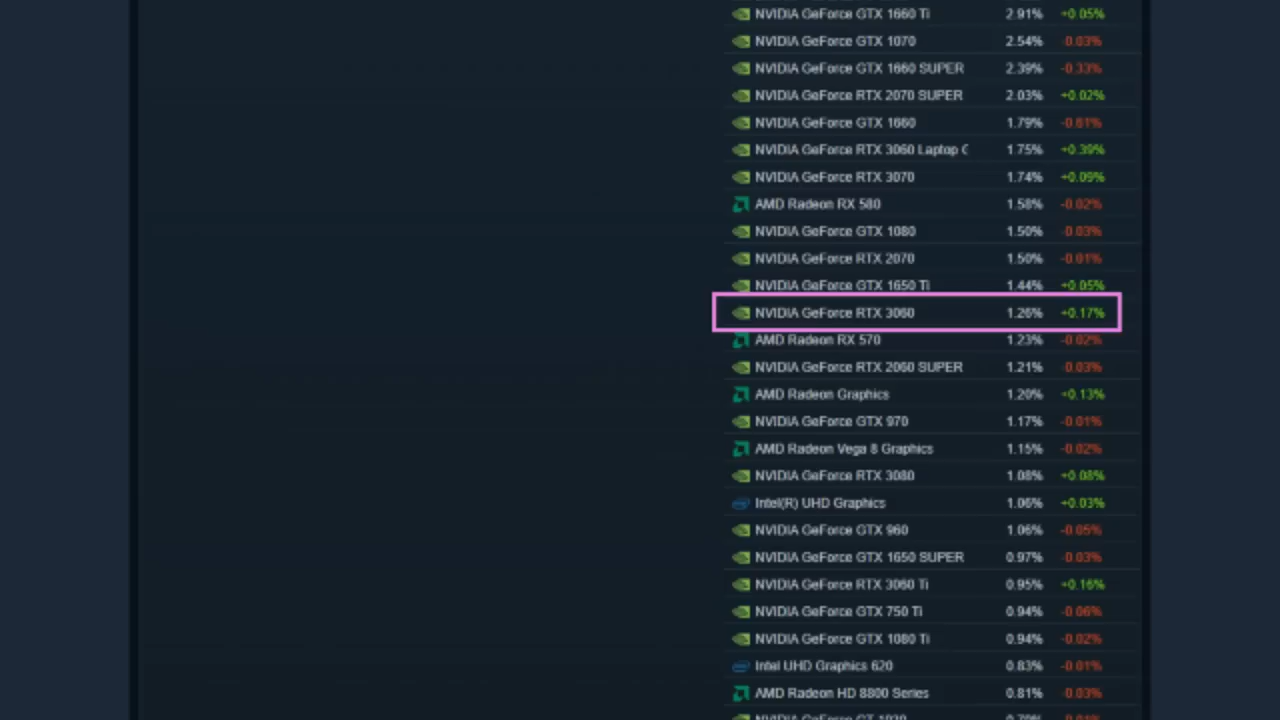 NVIDIA GeForce GTX 1660 Ti 2.91% +0.05%
NVIDIA GeForce GTX 1070 2.54% -0.03%
NVIDIA GeForce GTX 1660 SUPER 2.39% -0.33%
NVIDIA GeForce RTX 2070 SUPER 2.03% +0.02%
NVIDIA GeForce GTX 1660 1.79% -0.01%
NVIDIA GeForce RTX 3060 Laptop 1.75% +0.39%
NVIDIA GeForce RTX 3070 1.74% +0.09%
AMD Radeon RX 580 1.58% -0.02%
NVIDIA GeForce GTX 1080 1.50% -0.03%
NVIDIA GeForce RTX 2070 1.50% -0.01%
NVIDIA GeForce GTX 1650 Ti 1.44% +0.05%
NVIDIA GeForce RTX 3060 1.26% +0.17%
AMD Radeon RX 570 1.23% -0.02%
NVIDIA GeForce RTX 2060 SUPER 1.21% -0.03%
AMD Radeon Graphics 1.20% +0.13%
NVIDIA GeForce GTX 970 1.17% -0.01%
AMD Radeon Vega 8 Graphics 1.15% -0.02%
NVIDIA GeForce RTX 3080 1.08% +0.08%
Intel(R) UHD Graphics 1.06% +0.03%
NVIDIA GeForce GTX 960 1.06% -0.05%
NVIDIA GeForce GTX 1650 SUPER 0.97% -0.03%
NVIDIA GeForce RTX 3060 Ti 0.95% +0.16%
NVIDIA GeForce GTX 750 Ti 0.94% -0.06%
NVIDIA GeForce GTX 1080 Ti 0.94% -0.02%
Intel UHD Graphics 620 0.83% -0.01%
AMD Radeon HD 8800 Series 0.81% -0.03%
NVIDIA GeForce GT 1030